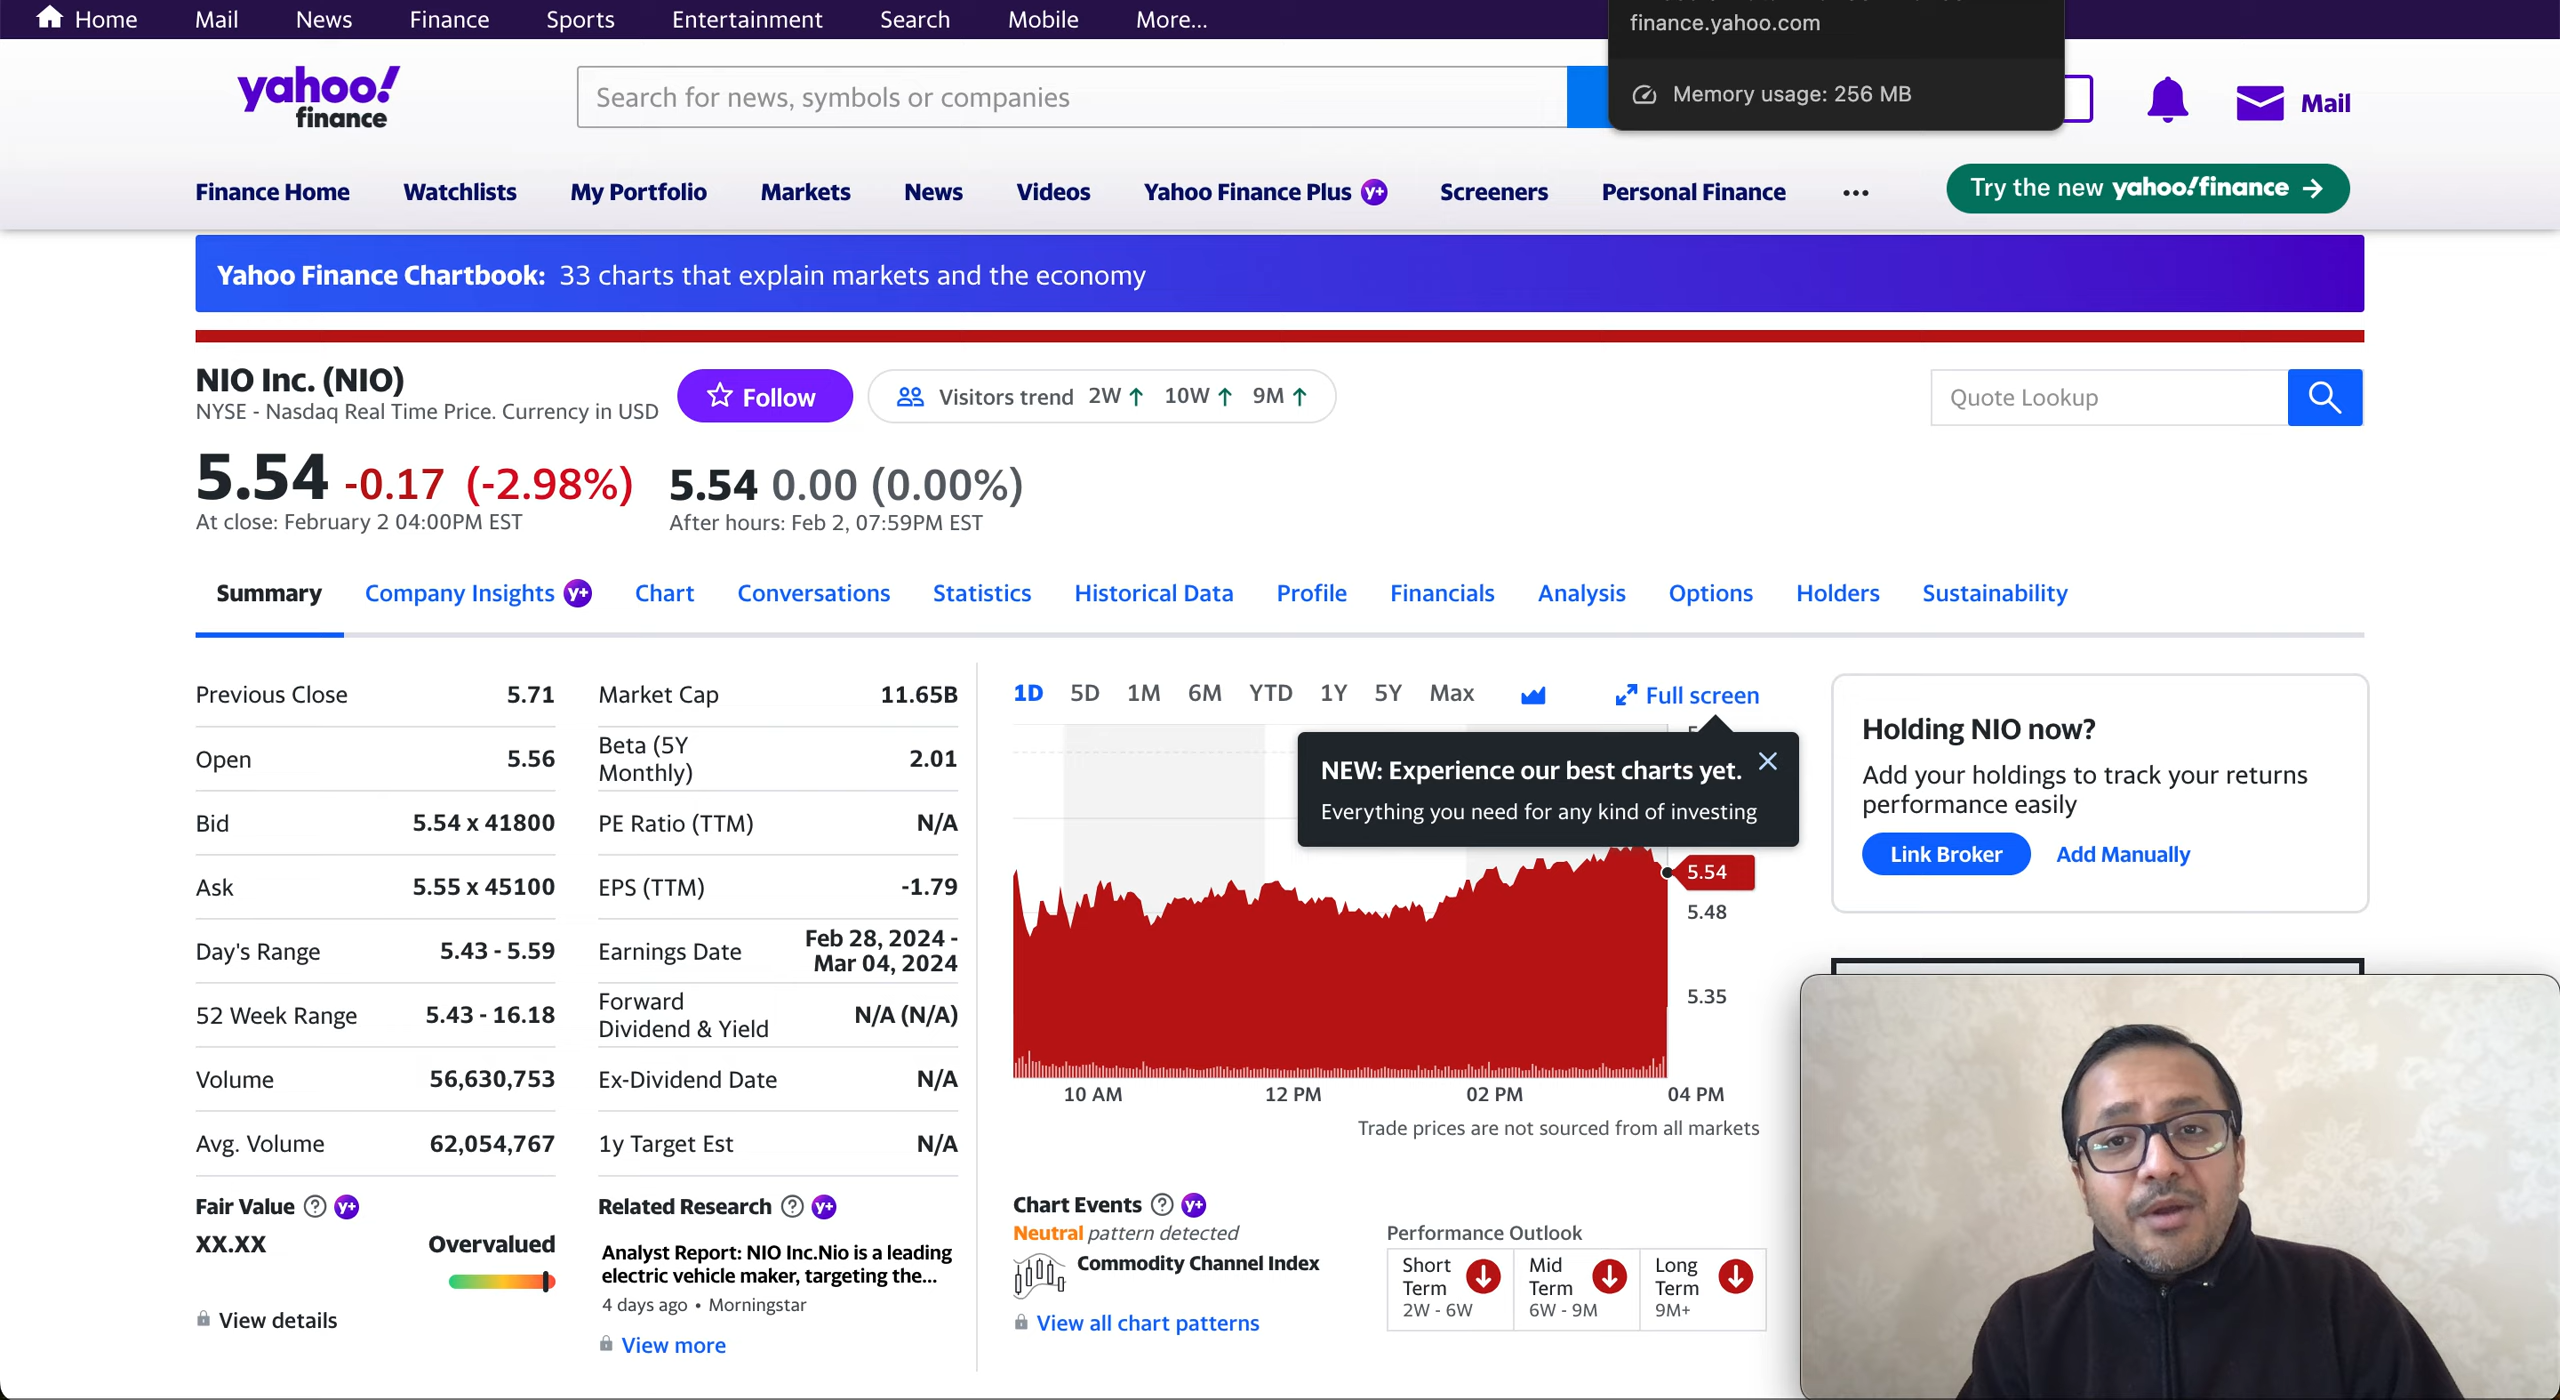 Home Mail News Finance Sports Entertainment Search Mobile More...
finance.yahoo.com
Memory usage: 256 MB
yahoo!
finance
Search for news, symbols or companies
Mail
Finance Home Watchlists My Portfolio Markets News Videos Yahoo Finance Plus y+ Screeners Personal Finance ...
Try the new yahoo!finance →
Yahoo Finance Chartbook: 33 charts that explain markets and the economy
NIO Inc. (NIO)
NYSE - Nasdaq Real Time Price. Currency in USD
Follow
Visitors trend 2W ↑ 10W ↑ 9M ↑
Quote Lookup
5.54 -0.17 (-2.98%)
At close: February 2 04:00PM EST
5.54 0.00 (0.00%)
After hours: Feb 2, 07:59PM EST
Summary Company Insights y+ Chart Conversations Statistics Historical Data Profile Financials Analysis Options Holders Sustainability
Previous Close 5.71
Open 5.56
Bid 5.54 x 41800
Ask 5.55 x 45100
Day's Range 5.43 - 5.59
52 Week Range 5.43 - 16.18
Volume 56,630,753
Avg. Volume 62,054,767
Market Cap 11.65B
Beta (5Y
Monthly) 2.01
PE Ratio (TTM) N/A
EPS (TTM) -1.79
Earnings Date Feb 28, 2024 -
Mar 04, 2024
Forward
Dividend & Yield N/A (N/A)
Ex-Dividend Date N/A
1y Target Est N/A
Fair Value ? y+
XX.XX Overvalued
View details
Related Research ? y+
Analyst Report: NIO Inc.Nio is a leading
electric vehicle maker, targeting the...
4 days ago • Morningstar
View more
1D 5D 1M 6M YTD 1Y 5Y Max
Full screen
NEW: Experience our best charts yet.
Everything you need for any kind of investing
5.54
5.48
5.35
10 AM 12 PM 02 PM 04 PM
Trade prices are not sourced from all markets
Chart Events ? y+
Neutral pattern detected
Commodity Channel Index
View all chart patterns
Performance Outlook
Short
Term
2W - 6W
Mid
Term
6W - 9M
Long
Term
9M+
Holding NIO now?
Add your holdings to track your returns
performance easily
Link Broker Add Manually